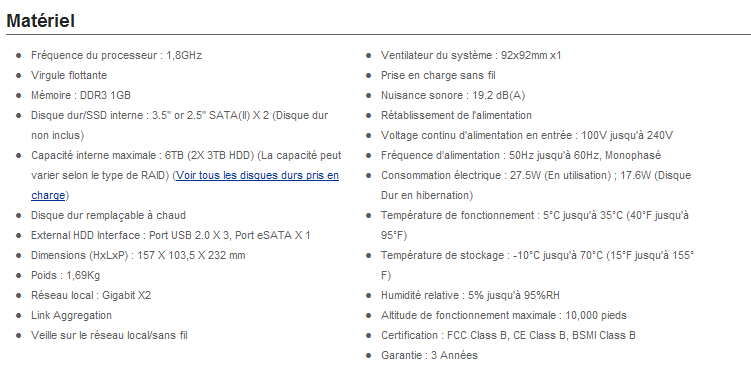 Matériel
Fréquence du processeur : 1,8GHz
Virgule flottante
Mémoire : DDR3 1GB
Disque dur/SSD interne : 3.5" or 2.5" SATA(II) X 2 (Disque dur
non inclus)
Capacité interne maximale : 6TB (2X 3TB HDD) (La capacité peut
varier selon le type de RAID) (Voir tous les disques durs pris en
charge)
Disque dur remplaçable à chaud
External HDD Interface : Port USB 2.0 X 3, Port eSATA X 1
Dimensions (HxLxP) : 157 X 103,5 X 232 mm
Poids : 1,69Kg
Réseau local : Gigabit X2
Link Aggregation
Veille sur le réseau local/sans fil
Ventilateur du système : 92x92mm x1
Prise en charge sans fil
Nuisance sonore : 19.2 dB(A)
Rétablissement de l'alimentation
Voltage continu d'alimentation en entrée : 100V jusqu'à 240V
Fréquence d'alimentation : 50Hz jusqu'à 60Hz, Monophasé
Consommation électrique : 27.5W (En utilisation) ; 17.6W (Disque
Dur en hibernation)
Température de fonctionnement : 5°C jusqu'à 35°C (40°F jusqu'à
95°F)
Température de stockage : -10°C jusqu'à 70°C (15°F jusqu'à 155°
F)
Humidité relative : 5% jusqu'à 95%RH
Altitude de fonctionnement maximale : 10,000 pieds
Certification : FCC Class B, CE Class B, BSMI Class B
Garantie : 3 Années